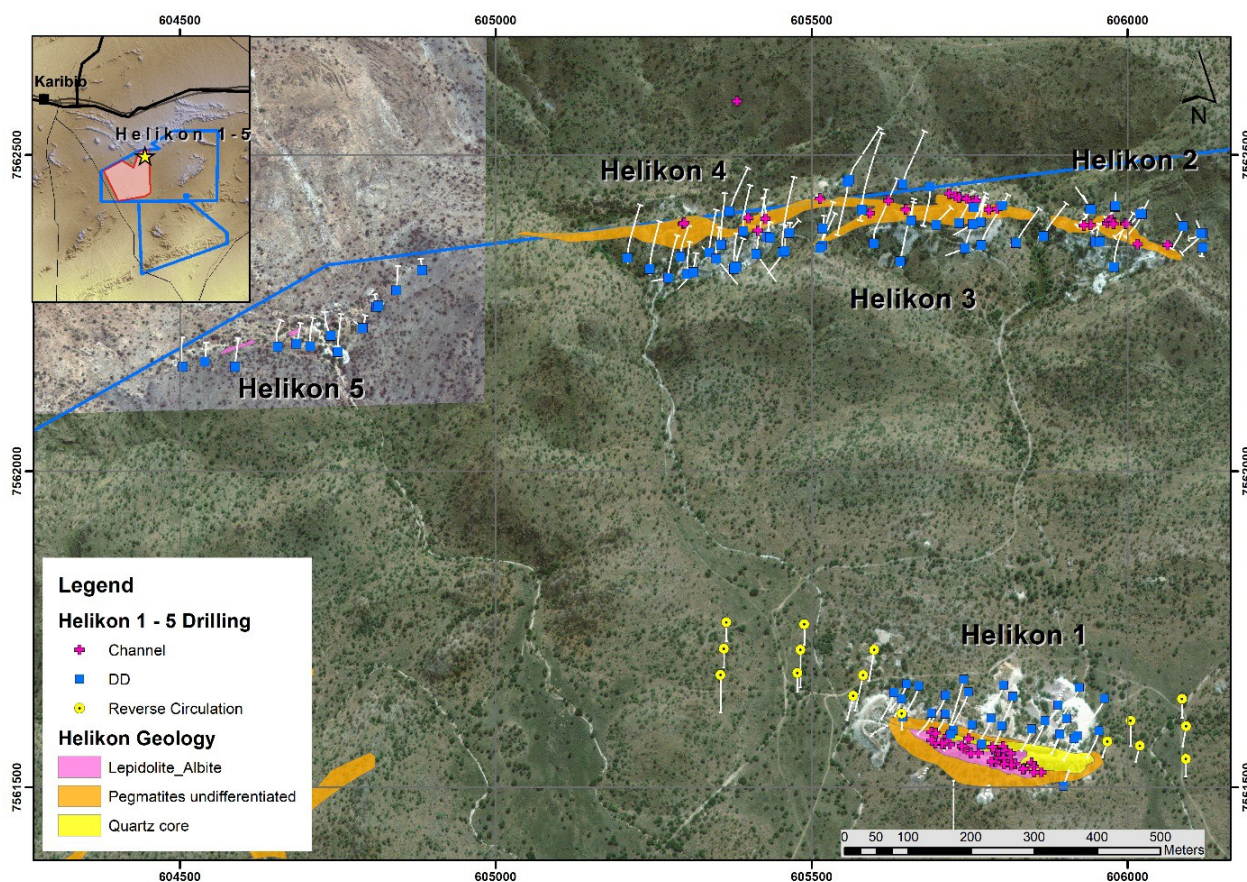 604500
605000
605500
606000
Karibib
Helikon 1-5
N
7562500
7562500
Helikon 4
Helikon 2
Helikon 3
Helikon 5
7562000
7562000
Helikon 1
Legend
Helikon 1 - 5 Drilling
Channel
DD
Reverse Circulation
Helikon Geology
Lepidolite_Albite
Pegmatites undifferentiated
Quartz core
7561500
7561500
0 50 100 200 300 400 500
Meters
604500
605000
605500
606000